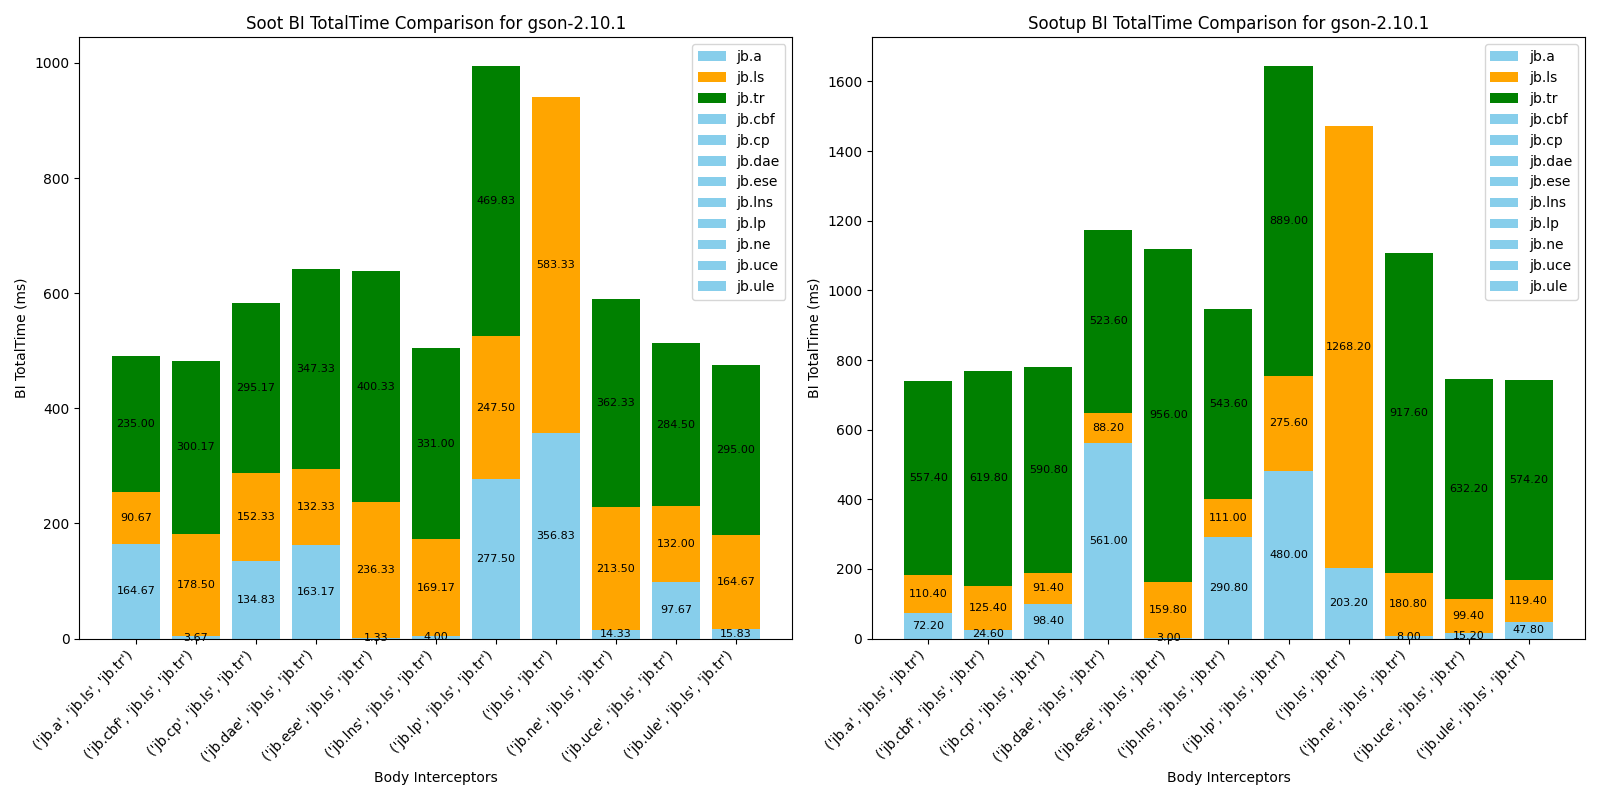 Soot BI TotalTime Comparison for gson-2.10.1
BI TotalTime (ms)
1000
800
600
400
200
0
jb.a
jb.ls
jb.tr
jb.cbf
jb.cp
jb.dae
jb.ese
jb.lns
jb.lp
jb.ne
jb.uce
jb.ule
235.00
90.67
164.67
300.17
178.50
3.67
295.17
152.33
134.83
347.33
132.33
163.17
400.33
236.33
1.33
331.00
169.17
4.00
469.83
247.50
277.50
583.33
356.83
362.33
213.50
14.33
284.50
132.00
97.67
295.00
164.67
15.83
('jb.a', 'jb.ls', 'jb.tr')
('jb.cbf', 'jb.ls', 'jb.tr')
('jb.cp', 'jb.ls', 'jb.tr')
('jb.dae', 'jb.ls', 'jb.tr')
('jb.ese', 'jb.ls', 'jb.tr')
('jb.lns', 'jb.ls', 'jb.tr')
('jb.lp', 'jb.ls', 'jb.tr')
('jb.ls', 'jb.tr')
('jb.ne', 'jb.ls', 'jb.tr')
('jb.uce', 'jb.ls', 'jb.tr')
('jb.ule', 'jb.ls', 'jb.tr')
Body Interceptors
Sootup BI TotalTime Comparison for gson-2.10.1
BI TotalTime (ms)
1600
1400
1200
1000
800
600
400
200
0
jb.a
jb.ls
jb.tr
jb.cbf
jb.cp
jb.dae
jb.ese
jb.lns
jb.lp
jb.ne
jb.uce
jb.ule
557.40
110.40
72.20
619.80
125.40
24.60
590.80
91.40
98.40
523.60
88.20
561.00
956.00
159.80
3.00
543.60
111.00
290.80
889.00
275.60
480.00
1268.20
203.20
917.60
180.80
8.00
632.20
99.40
15.20
574.20
119.40
47.80
('jb.a', 'jb.ls', 'jb.tr')
('jb.cbf', 'jb.ls', 'jb.tr')
('jb.cp', 'jb.ls', 'jb.tr')
('jb.dae', 'jb.ls', 'jb.tr')
('jb.ese', 'jb.ls', 'jb.tr')
('jb.lns', 'jb.ls', 'jb.tr')
('jb.lp', 'jb.ls', 'jb.tr')
('jb.ls', 'jb.tr')
('jb.ne', 'jb.ls', 'jb.tr')
('jb.uce', 'jb.ls', 'jb.tr')
('jb.ule', 'jb.ls', 'jb.tr')
Body Interceptors